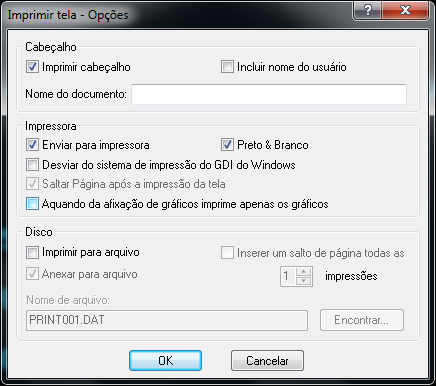 Imprimir tela - Opções
Cabeçalho
Imprimir cabeçalho
Incluir nome do usuário
Nome do documento:
Impressora
Enviar para impressora
Preto & Branco
Desviar do sistema de impressão do GDI do Windows
Saltar Página após a impressão da tela
Aquando da afixação de gráficos imprime apenas os gráficos
Disco
Imprimir para arquivo
Inserer um salto de página todas as
Anexar para arquivo
1 impressões
Nome de arquivo:
PRINT001.DAT
Encontrar...
OK
Cancelar